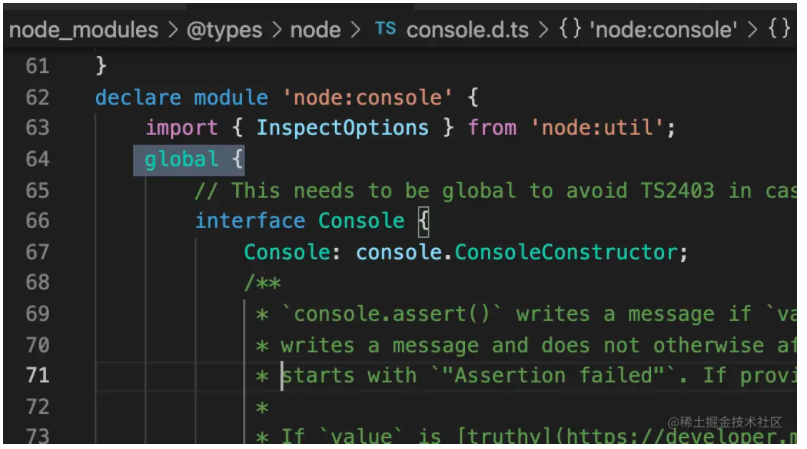 node_modules > @types > node > TS console.d.ts > {} 'node:console' > {}
61 }
62 declare module 'node:console' {
63 import { InspectOptions } from 'node:util';
64 global {
65 // This needs to be global to avoid TS2403 in cas
66 interface Console {
67 Console: console.ConsoleConstructor;
68 /**
69 * `console.assert()` writes a message if `va
70 * writes a message and does not otherwise af
71 * starts with `"Assertion failed"`. If provi
72 *
73 * If `value` is [truthy](https://developer.m
@稀土掘金技术社区